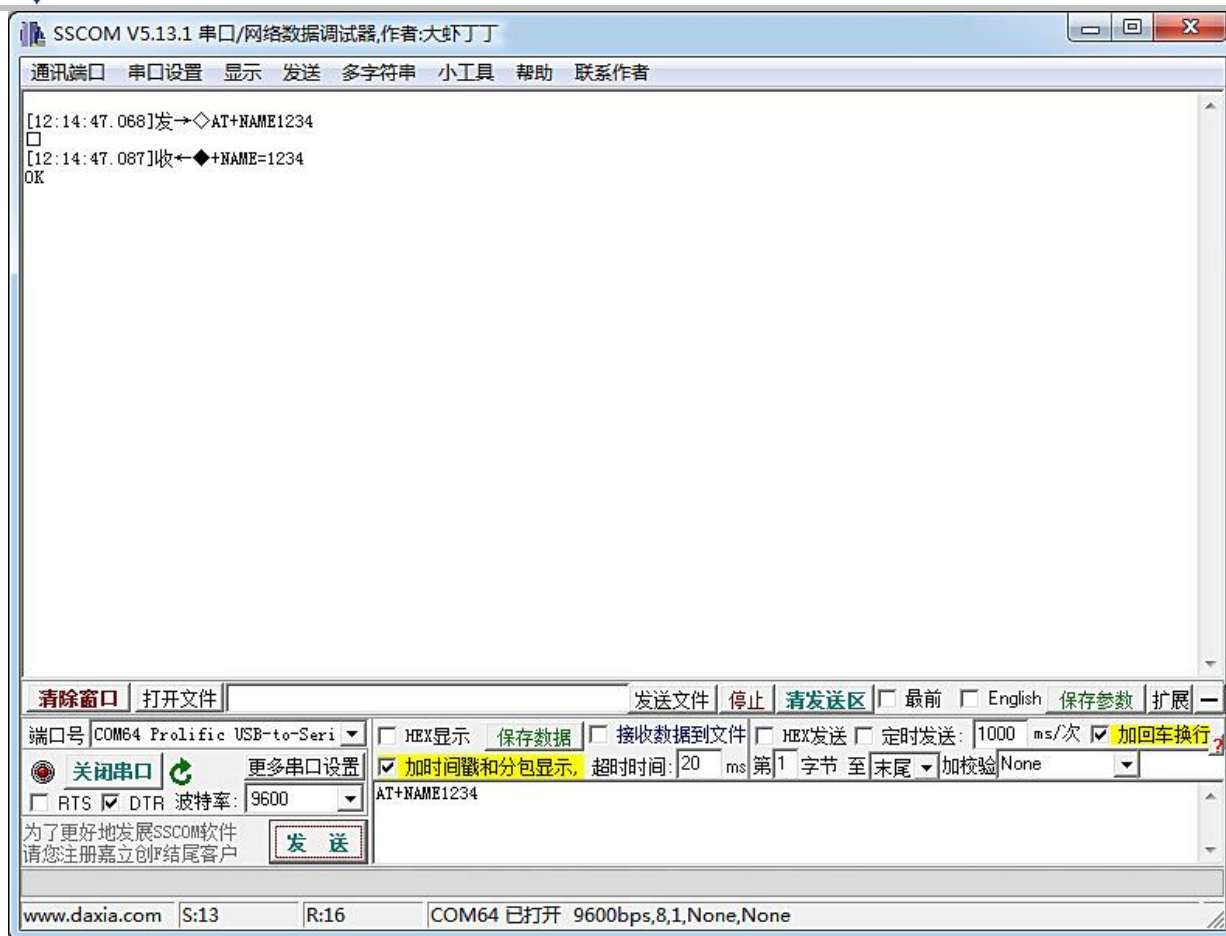 SSCOM V5.13.1 串口/网络数据调试器,作者:大虾丁丁
通讯端口 串口设置 显示 发送 多字符串 小工具 帮助 联系作者
[12:14:47.068]发→◇AT+NAME1234
□
[12:14:47.087]收←◆+NAME=1234
OK
清除窗口 打开文件 发送文件 停止 清发送区 最前 English 保存参数 扩展 —
端口号 COM64 Prolific USB-to-Seri HEX显示 保存数据 接收数据到文件 HEX发送 定时发送: 1000 ms/次 加回车换行 ?
关闭串口 更多串口设置 加时间戳和分包显示, 超时时间: 20 ms 第 1 字节 至 末尾 加校验 None
RTS DTR 波特率: 9600 AT+NAME1234
为了更好地发展SSCOM软件
请您注册嘉立创F结尾客户
发 送
www.daxia.com S:13 R:16 COM64 已打开 9600bps,8,1,None,None